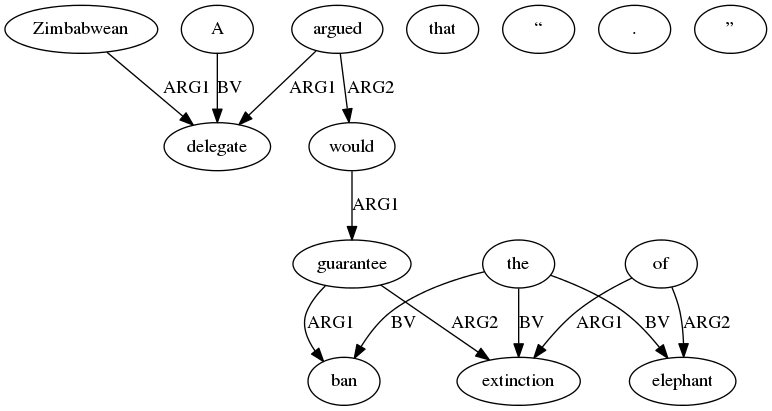 Zimbabwean A argued that “ . ”
ARG1 BV ARG1 ARG2
delegate would
ARG1
guarantee the of
ARG1 BV ARG2 BV ARG1 BV ARG2
ban extinction elephant